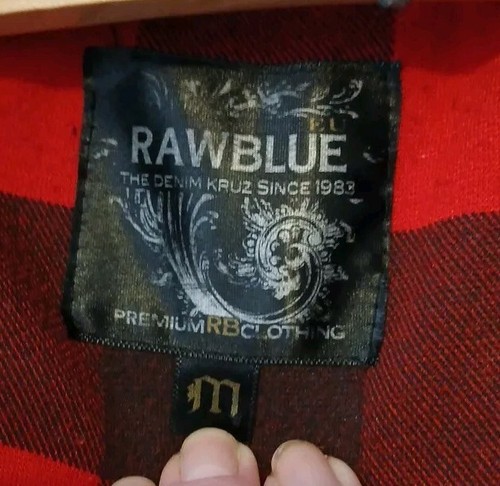 P.U
RAWBLUE
THE DENIM KRUZ SINCE 1983
PREMIUM RB CLOTHING
M